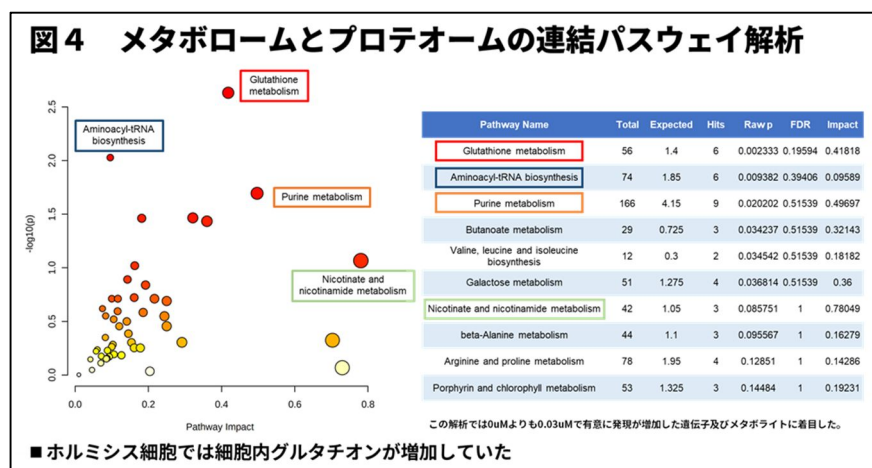 図４　メタボロームとプロテオームの連結パスウェイ解析
Glutathione
metabolism
Aminoacyl-tRNA
biosynthesis
Purine metabolism
Nicotinate and
nicotinamide metabolism
-log10(p)
2.5
2.0
1.5
1.0
0.5
0.0
0.0 0.2 0.4 0.6 0.8
Pathway Impact
Pathway Name Total Expected Hits Raw p FDR Impact
Glutathione metabolism 56 1.4 6 0.002333 0.19594 0.41818
Aminoacyl-tRNA biosynthesis 74 1.85 6 0.009382 0.39406 0.09589
Purine metabolism 166 4.15 9 0.020202 0.51539 0.49697
Butanoate metabolism 29 0.725 3 0.034237 0.51539 0.32143
Valine, leucine and isoleucine
biosynthesis 12 0.3 2 0.034542 0.51539 0.18182
Galactose metabolism 51 1.275 4 0.036814 0.51539 0.36
Nicotinate and nicotinamide metabolism 42 1.05 3 0.085751 1 0.78049
beta-Alanine metabolism 44 1.1 3 0.095567 1 0.16279
Arginine and proline metabolism 78 1.95 4 0.12851 1 0.14286
Porphyrin and chlorophyll metabolism 53 1.325 3 0.14484 1 0.19231
この解析では0uMよりも0.03uMで有意に発現が増加した遺伝子及びメタボライトに着目した。
■ホルミシス細胞では細胞内グルタチオンが増加していた